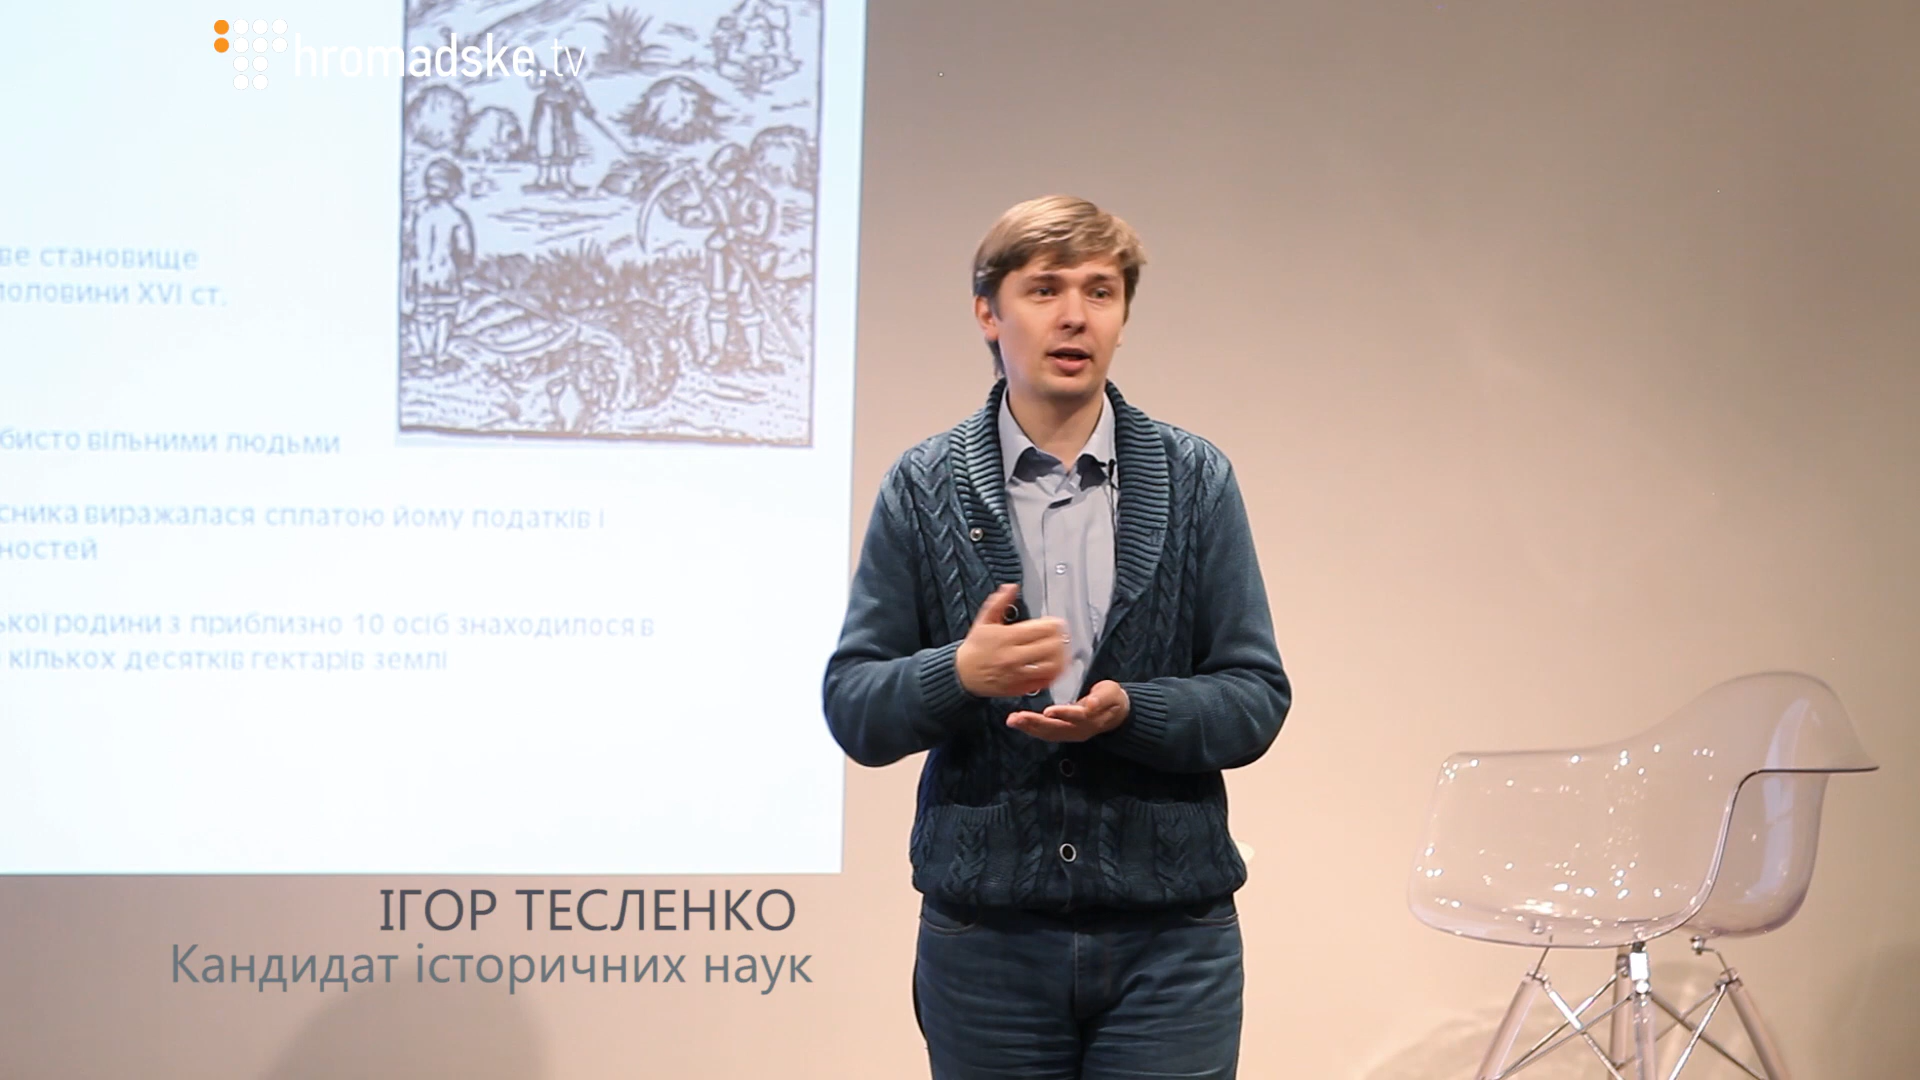 hromadske.tv
ве становище
половини XVI ст.
бисто вільними людьми
сника виражалася сплатою йому податків і
ностей
ької родини з приблизно 10 осіб знаходилося в
кількох десятків гектарів землі
ІГОР ТЕСЛЕНКО
Кандидат історичних наук